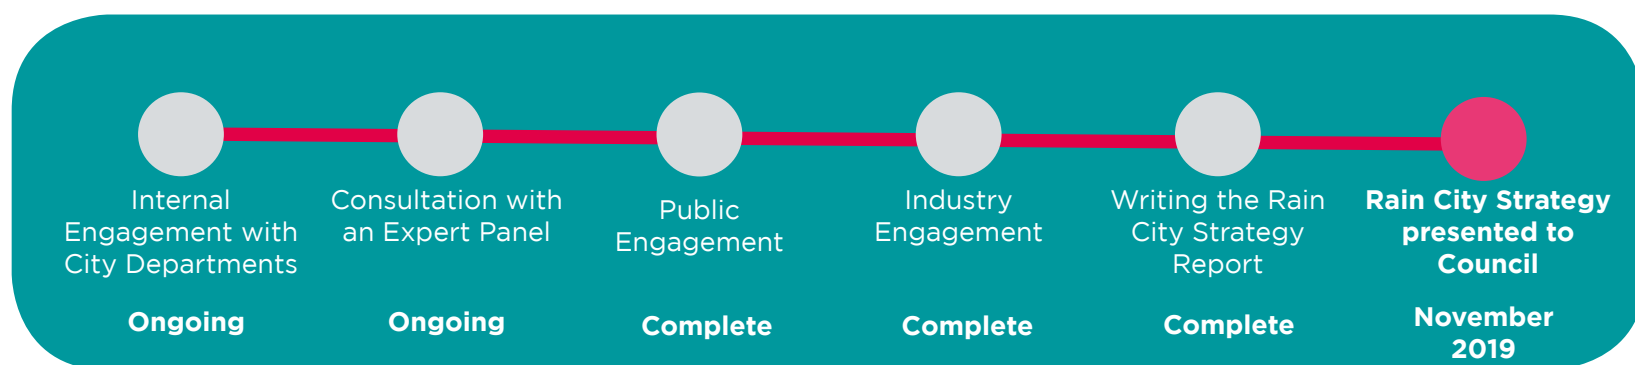 Internal
Engagement with
City Departments
Ongoing
Consultation with
an Expert Panel
Ongoing
Public
Engagement
Complete
Industry
Engagement
Complete
Writing the Rain
City Strategy
Report
Complete
Rain City Strategy
presented to
Council
November
2019